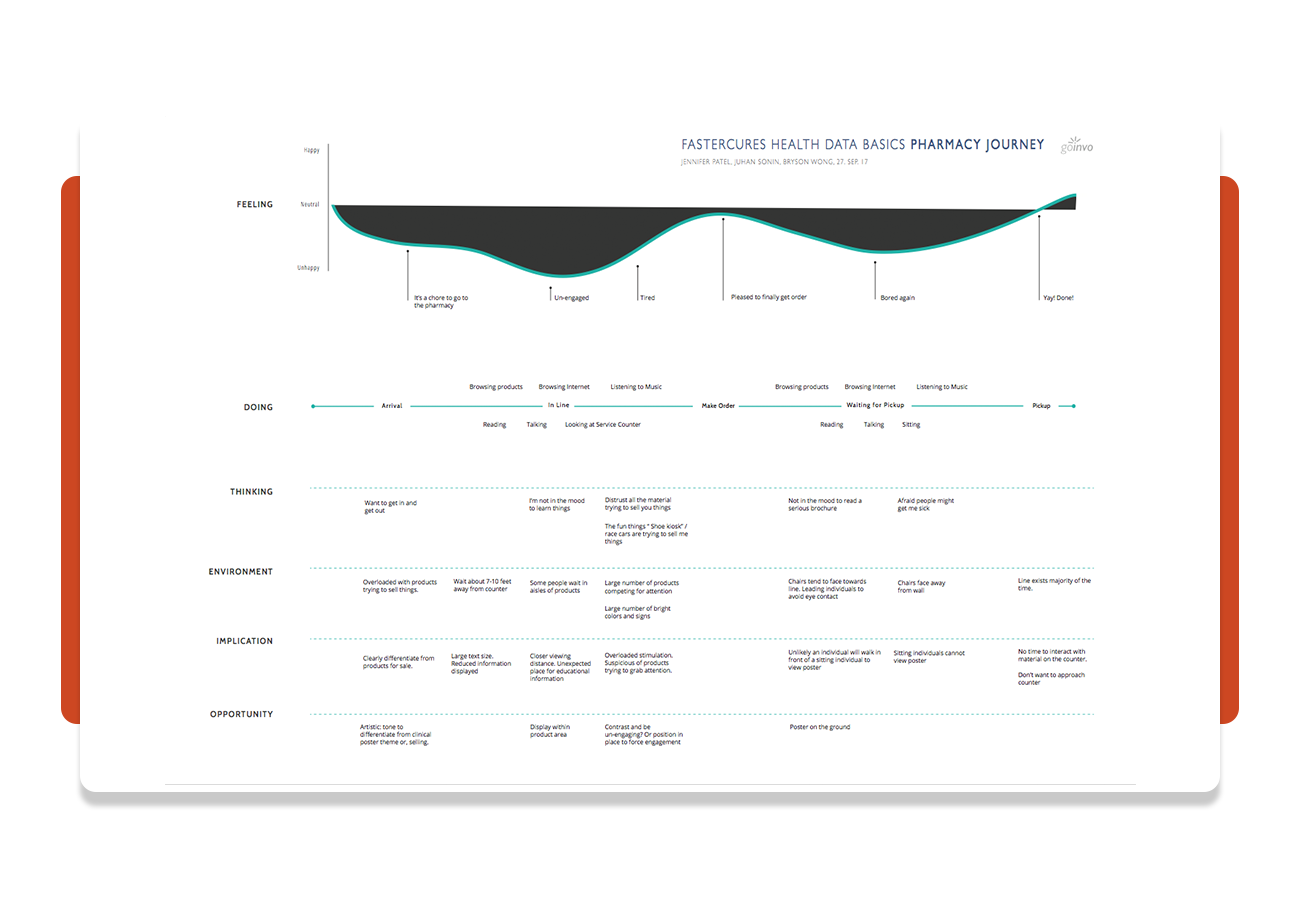 FASTERCURES HEALTH DATA BASICS PHARMACY JOURNEY
goinvo
JENNIFER PATEL, JUHAN SONIN, BRYSON WONG, 27. SEP. 17
Happy
FEELING
Neutral
Unhappy
It's a chore to go to
the pharmacy
Un-engaged
Tired
Pleased to finally get order
Bored again
Yay! Done!
Browsing products
Browsing Internet
Listening to Music
Browsing products
Browsing Internet
Listening to Music
DOING
Arrival
In Line
Make Order
Waiting for Pickup
Pickup
Reading
Talking
Looking at Service Counter
Reading
Talking
Sitting
THINKING
Want to get in and
get out
I'm not in the mood
to learn things
Distrust all the material
trying to sell you things
The fun things " Shoe kiosk" /
race cars are trying to sell me
things
Not in the mood to read a
serious brochure
Afraid people might
get me sick
ENVIRONMENT
Overloaded with products
trying to sell things.
Wait about 7-10 feet
away from counter
Some people wait in
aisles of products
Large number of products
competing for attention
Large number of bright
colors and signs
Chairs tend to face towards
line. Leading individuals to
avoid eye contact
Chairs face away
from wall
Line exists majority of the
time.
IMPLICATION
Clearly differentiate from
products for sale.
Large text size.
Reduced information
displayed
Closer viewing
distance. Unexpected
place for educational
information
Overloaded stimulation.
Suspicious of products
trying to grab attention.
Unlikely an individual will walk in
front of a sitting individual to
view poster
Sitting individuals cannot
view poster
No time to interact with
material on the counter.
Don't want to approach
counter
OPPORTUNITY
Artistic: tone to
differentiate from clinical
poster theme or, selling.
Display within
product area
Contrast and be
un-engaging? Or position in
place to force engagement
Poster on the ground